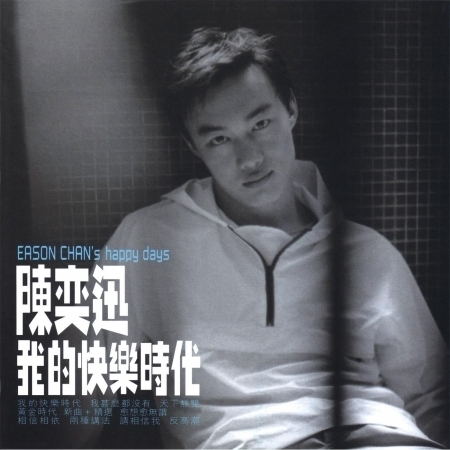 EASON CHAN's happy days
陳奕迅
我的快樂時代
我的快樂時代 我甚麼都沒有 天下無雙
黃金時代 新曲+精選 愈想愈無謂
相信相依 兩種講法 請相信我 反高潮